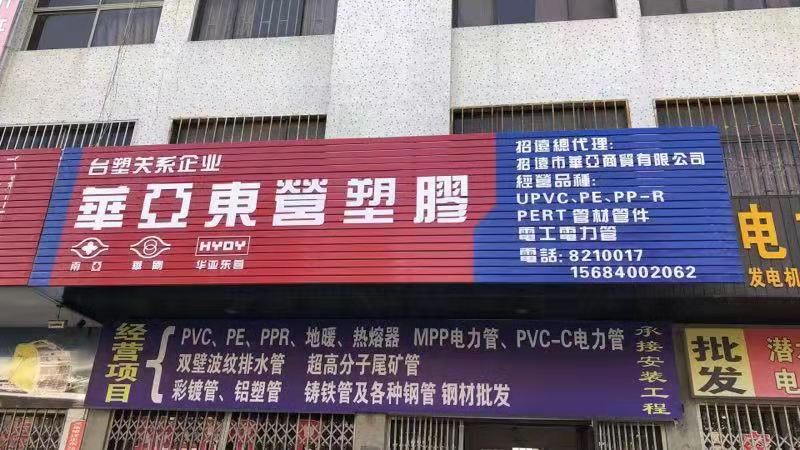 台塑关系企业
華亞東營塑膠
南亞 華剛 HYDY 华亚东营
招遠總代理:
招遠市華亞商貿有限公司
經營品種:
UPVC、PE、PP-R
PERT管材管件
電工電力管
電話: 8210017
15684002062
经营项目
PVC、PE、PPR、地暖、热熔器 MPP电力管、PVC-C电力管
双壁波纹排水管 超高分子尾矿管
彩镀管、铝塑管 铸铁管及各种钢管 钢材批发
承接安装工程
电
发电机
批发
潜
电